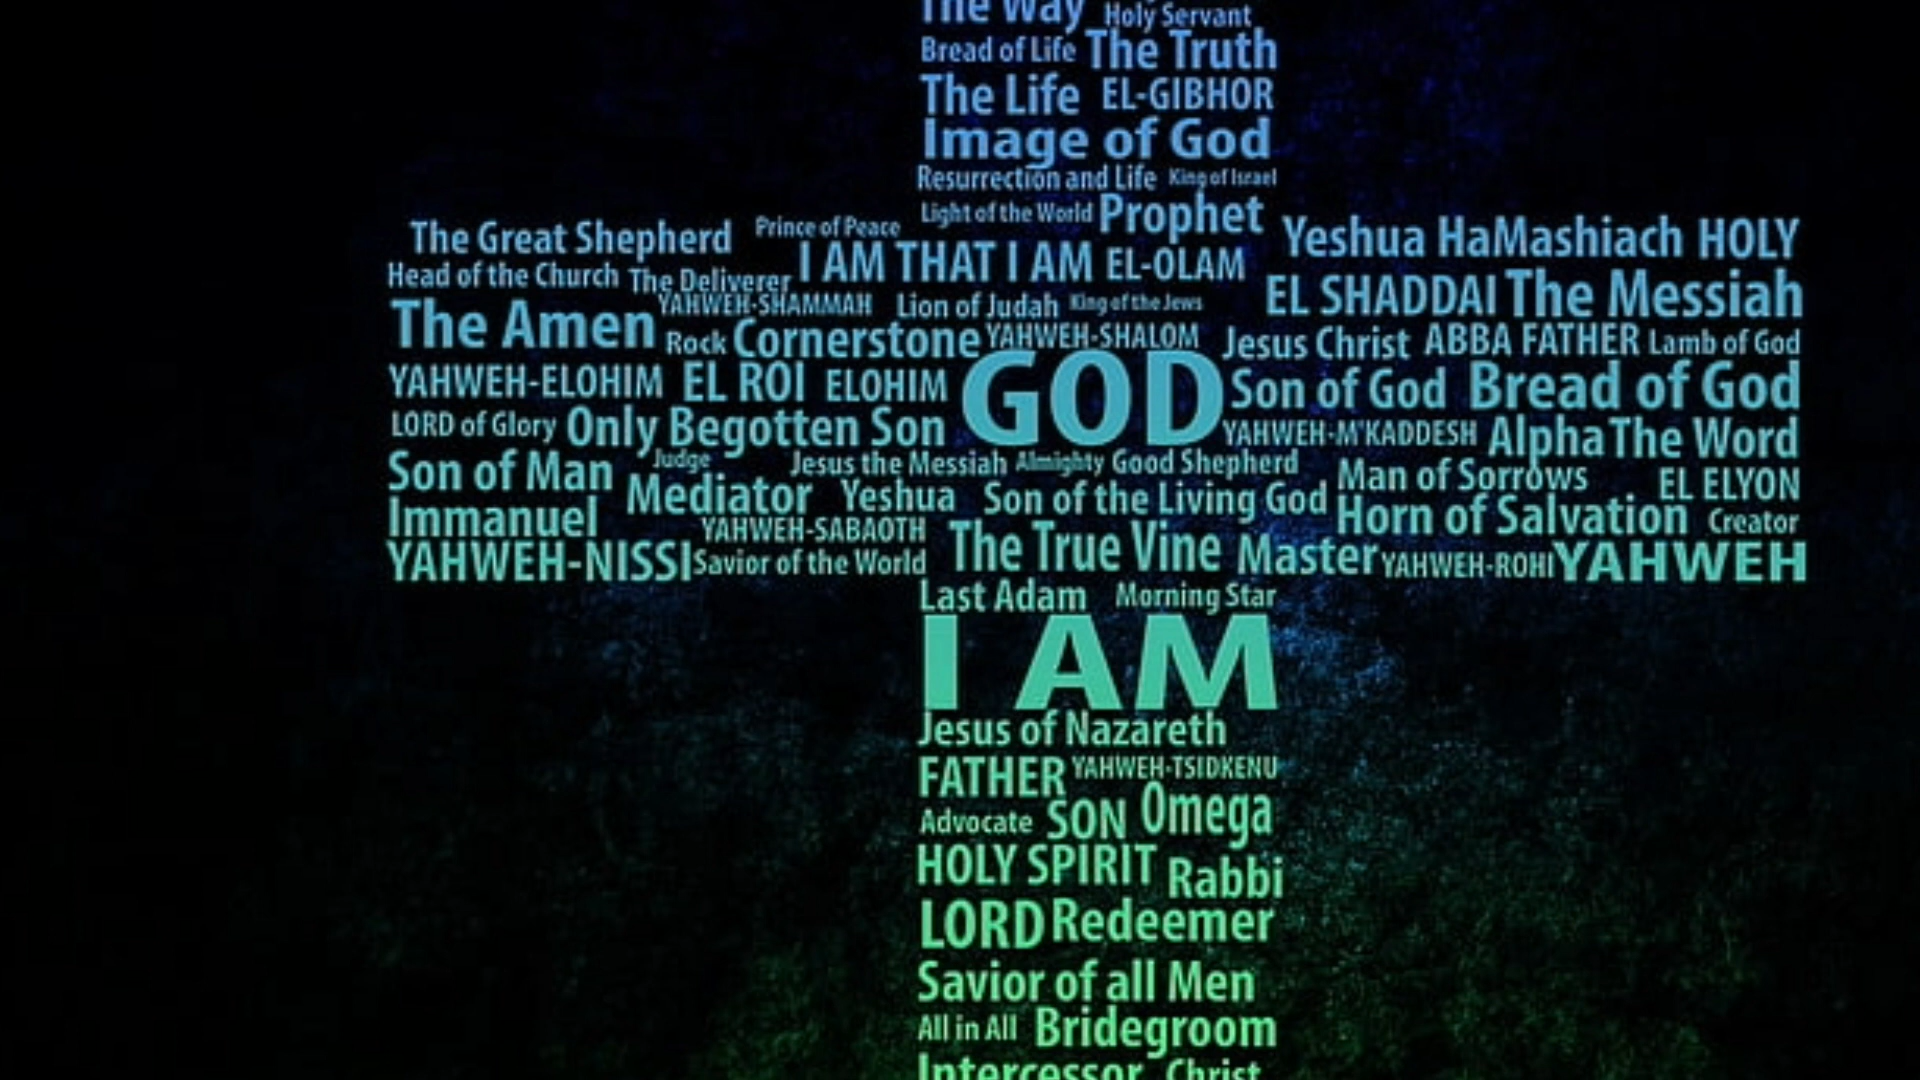 The Way Holy Servant
Bread of Life The Truth
The Life EL-GIBHOR
Image of God
Resurrection and Life King of Israel
Light of the World Prophet
The Great Shepherd Prince of Peace Yeshua HaMashiach HOLY
I AM THAT I AM EL-OLAM
Head of the Church The Deliverer EL SHADDAI The Messiah
YAHWEH-SHAMMAH Lion of Judah King of the Jews
The Amen Rock Cornerstone YAHWEH-SHALOM Jesus Christ ABBA FATHER Lamb of God
YAHWEH-ELOHIM EL ROI ELOHIM GOD Son of God Bread of God
LORD of Glory Only Begotten Son YAHWEH-M'KADDESH Alpha The Word
Son of Man Judge Jesus the Messiah Almighty Good Shepherd Man of Sorrows EL ELYON
Mediator Yeshua Son of the Living God Horn of Salvation Creator
Immanuel YAHWEH-SABAOTH
YAHWEH-NISSI Savior of the World The True Vine Master YAHWEH-ROHI YAHWEH
Last Adam Morning Star
I AM
Jesus of Nazareth
FATHER YAHWEH-TSIDKENU
Advocate SON Omega
HOLY SPIRIT Rabbi
LORD Redeemer
Savior of all Men
All in All Bridegroom
Intercessor Christ